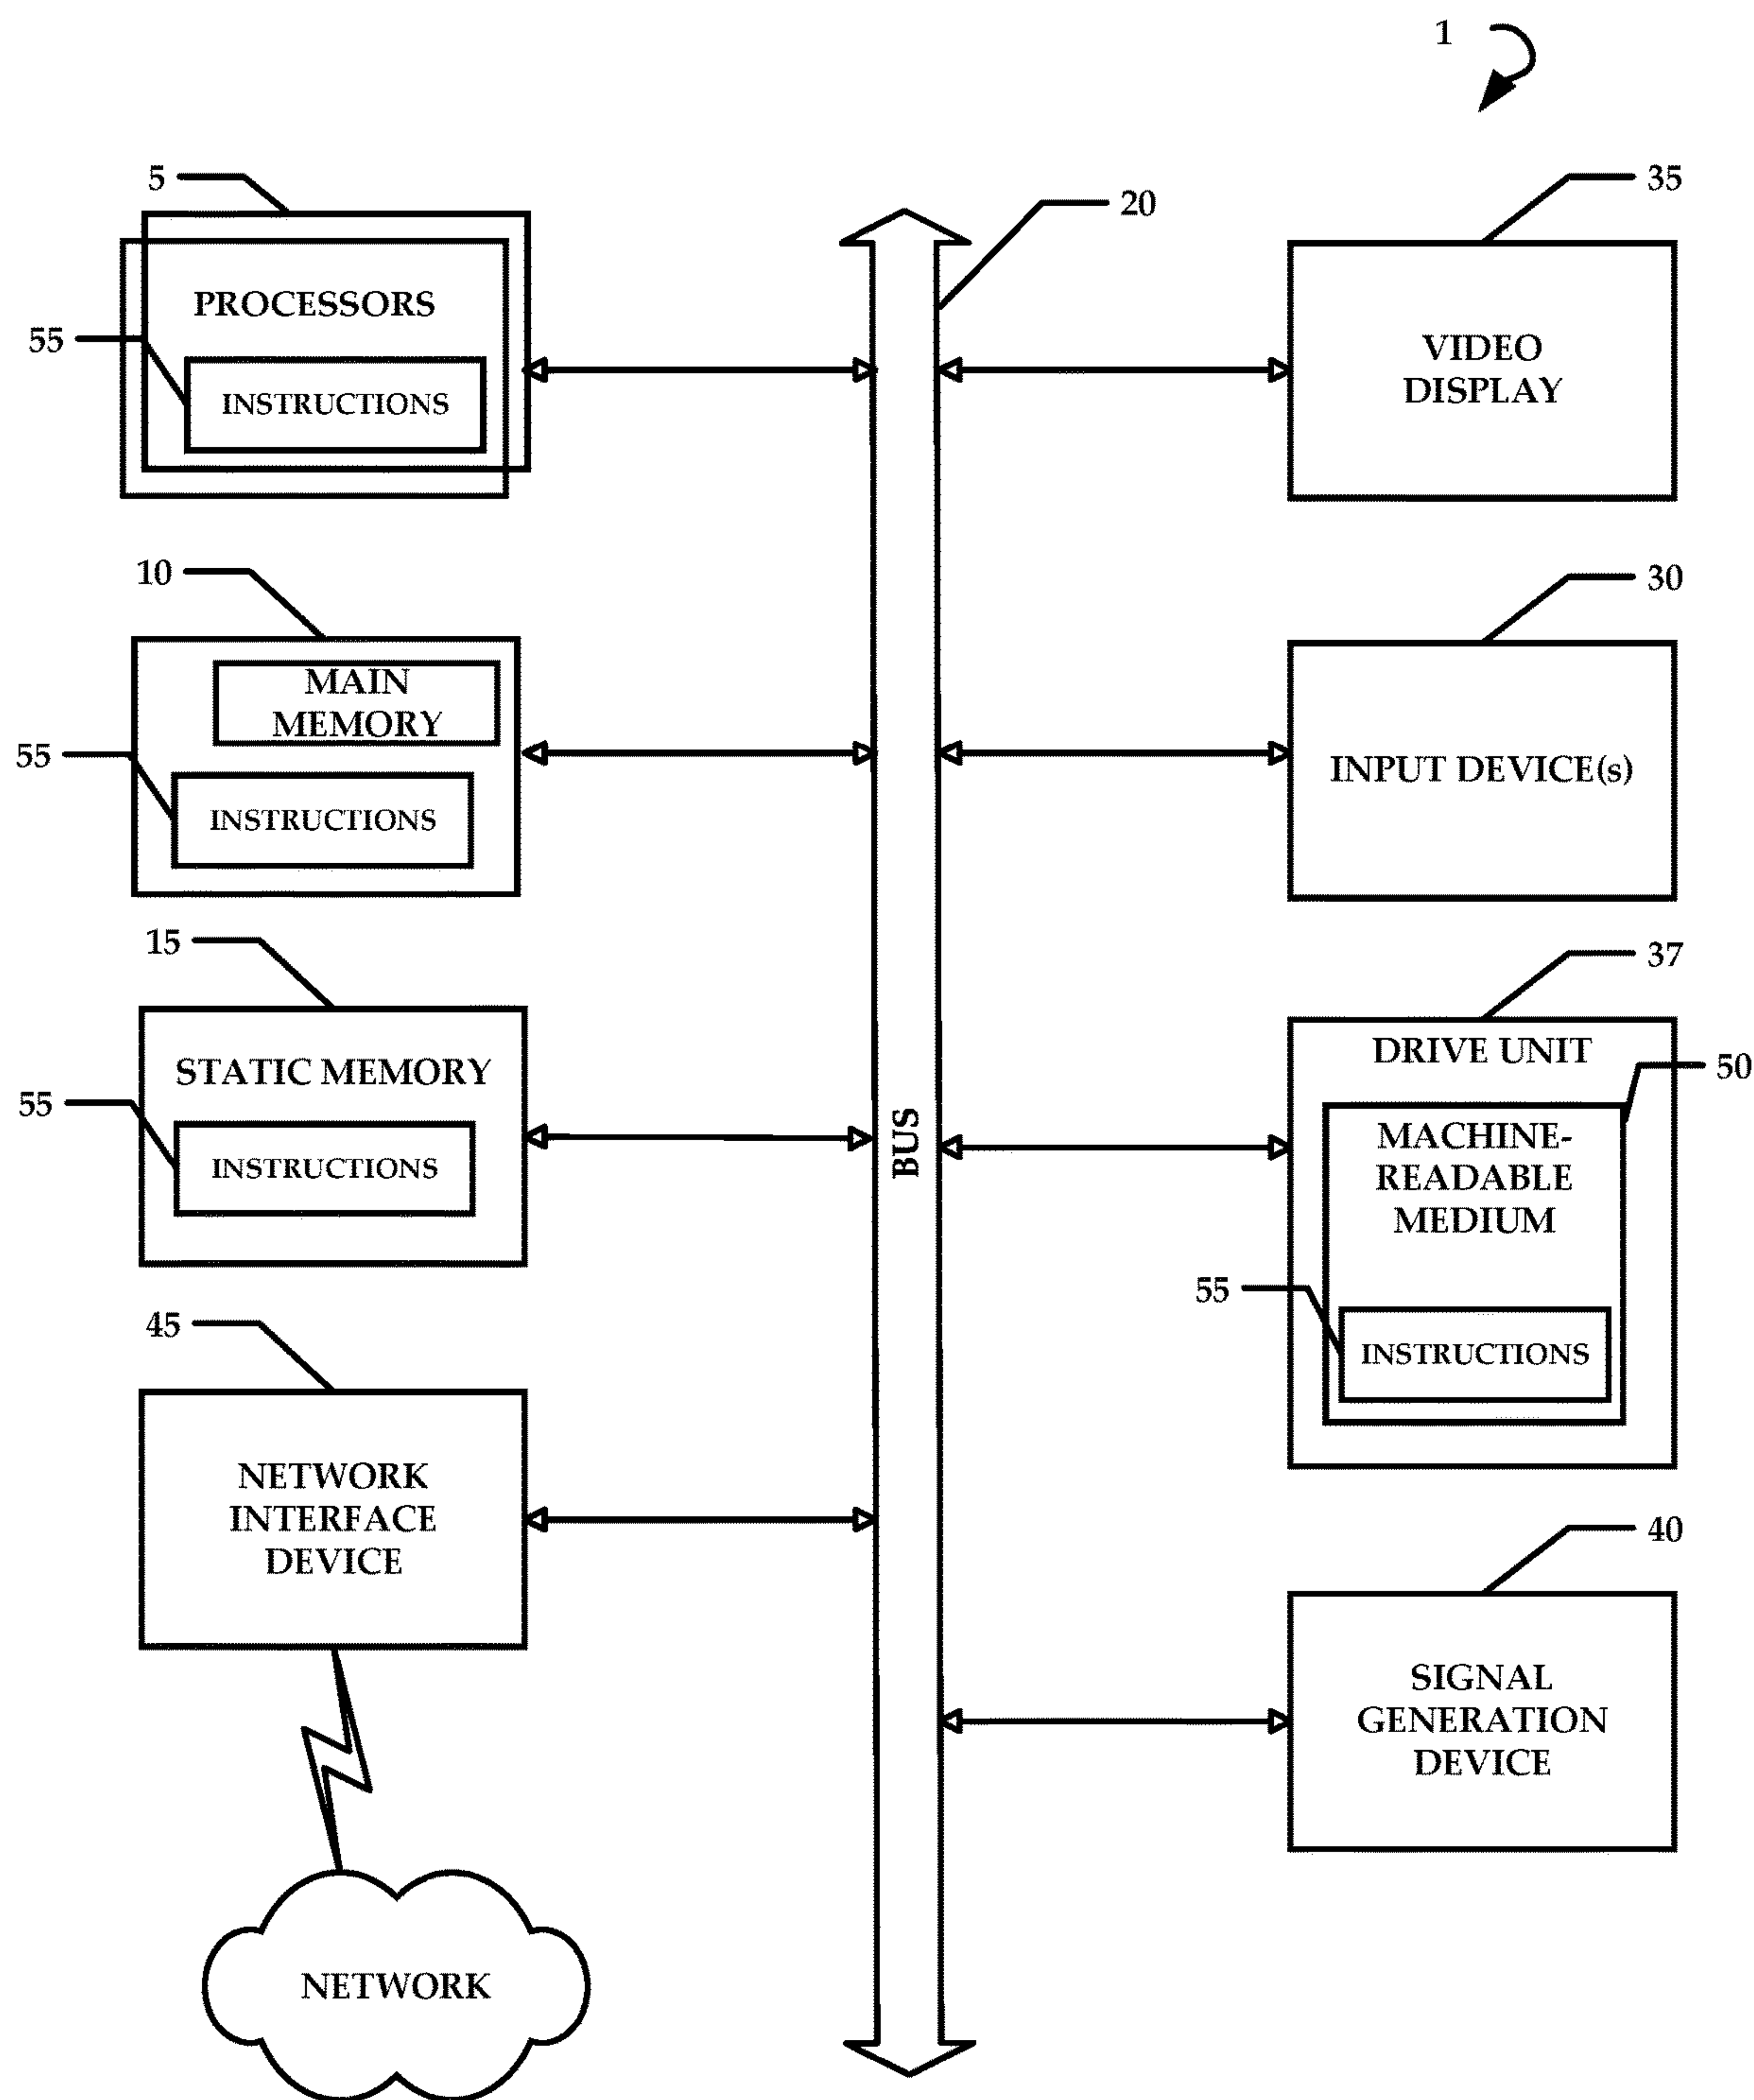 1
5
20
35
PROCESSORS
55
INSTRUCTIONS
VIDEO
DISPLAY
10
30
MAIN
MEMORY
55
INSTRUCTIONS
INPUT DEVICE(s)
15
37
STATIC MEMORY
55
INSTRUCTIONS
BUS
DRIVE UNIT
50
MACHINE-
READABLE
MEDIUM
55
INSTRUCTIONS
45
NETWORK
INTERFACE
DEVICE
40
SIGNAL
GENERATION
DEVICE
NETWORK